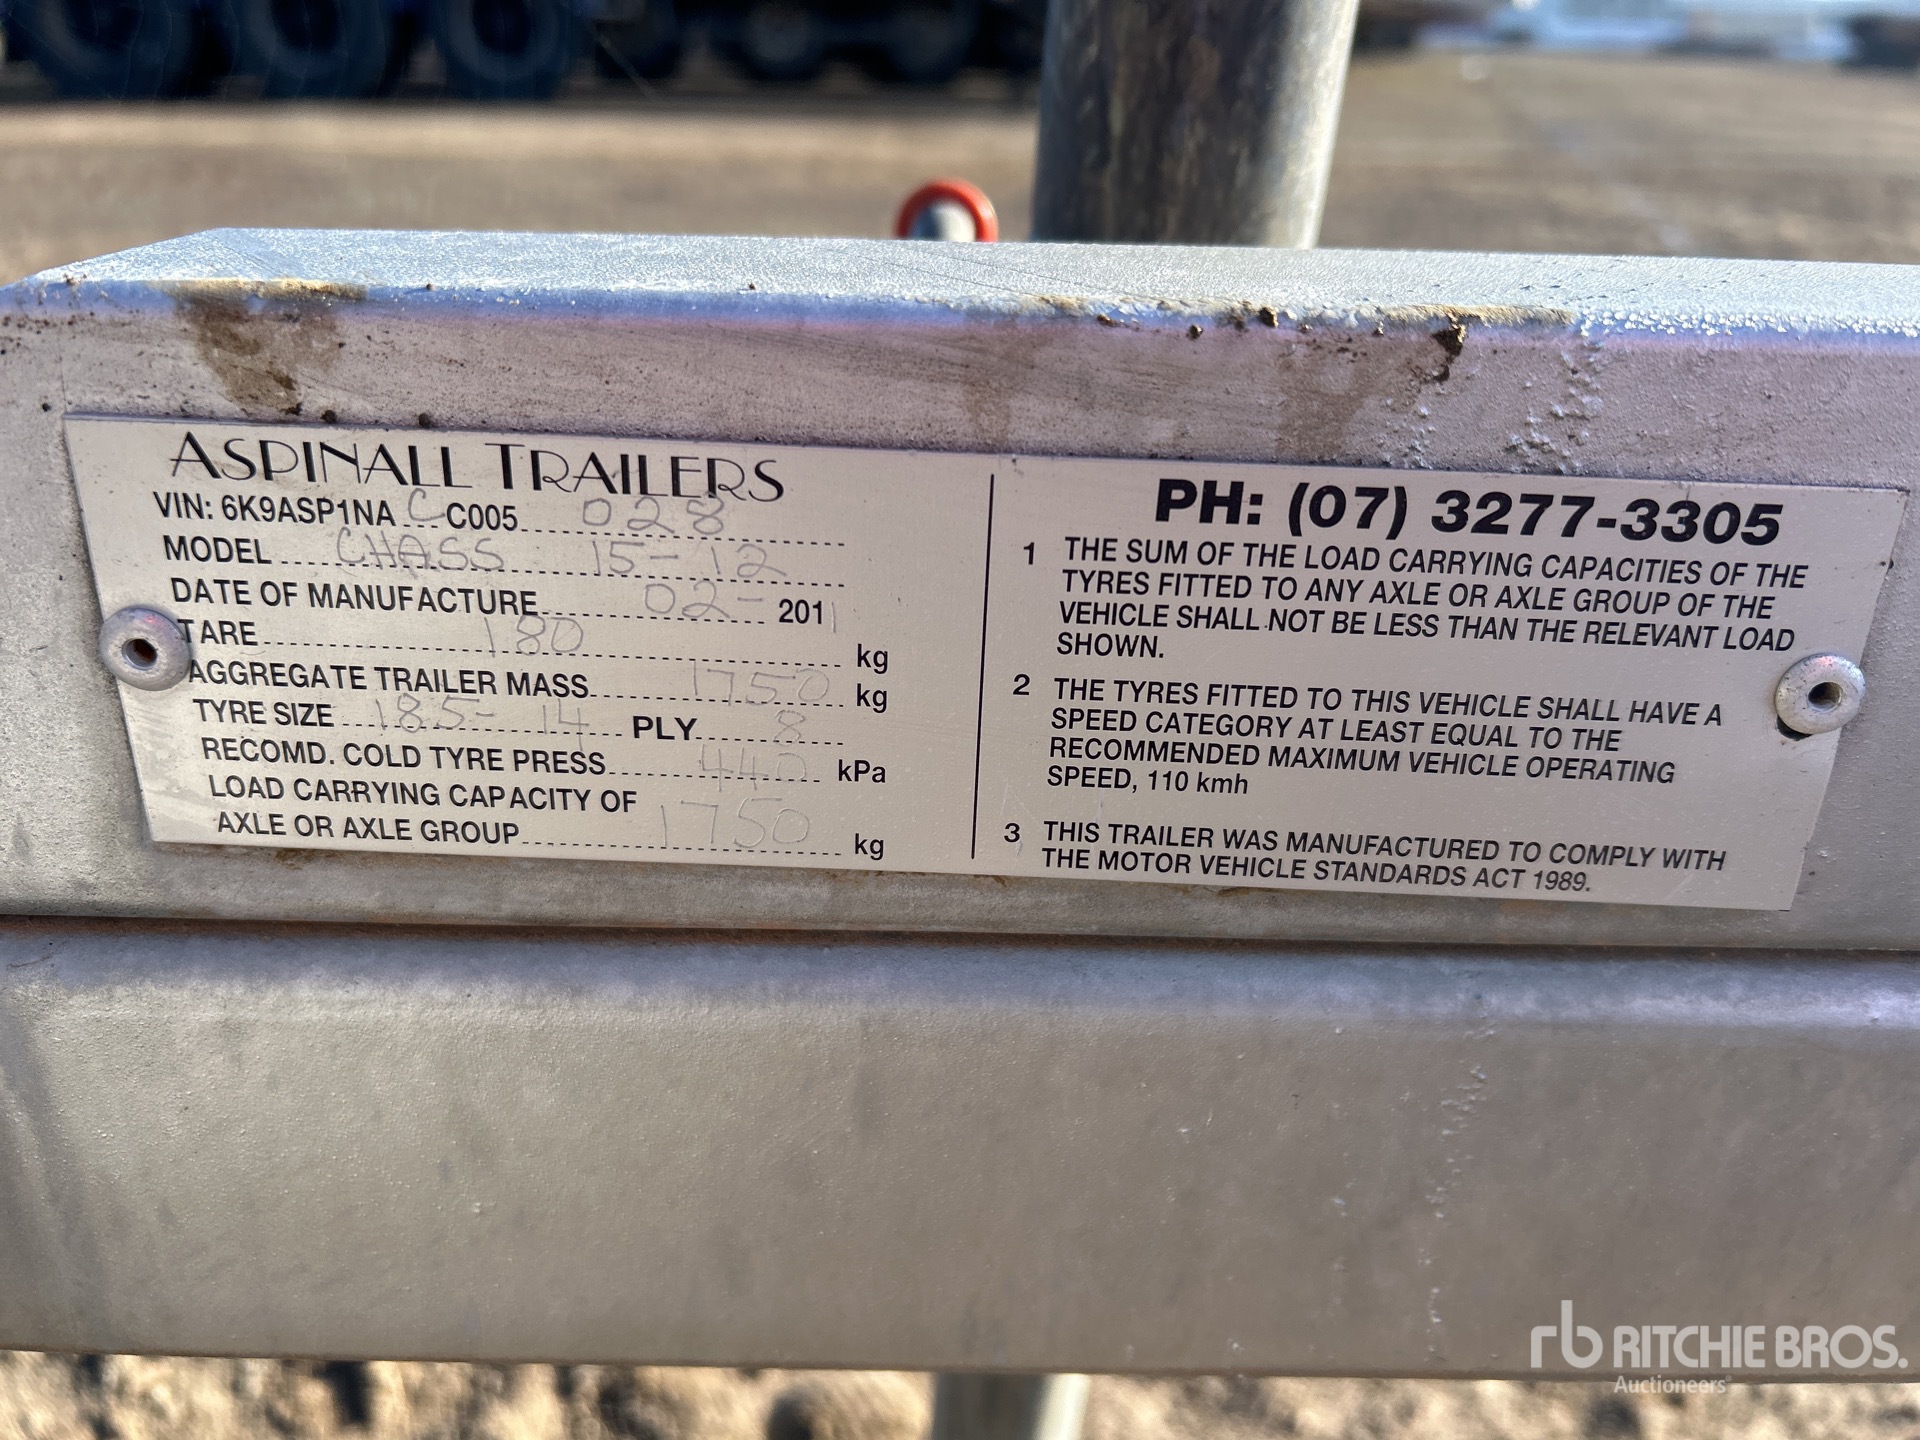 ASPINALL TRAILERS
VIN: 6K9ASP1NA C C005 028
MODEL CHASS 15-12
DATE OF MANUFACTURE 02- 2011
TARE 180 kg
AGGREGATE TRAILER MASS 1750 kg
TYRE SIZE 185-14 PLY 8
RECOMD. COLD TYRE PRESS 440 kPa
LOAD CARRYING CAPACITY OF
AXLE OR AXLE GROUP 1750 kg
PH: (07) 3277-3305
1 THE SUM OF THE LOAD CARRYING CAPACITIES OF THE
TYRES FITTED TO ANY AXLE OR AXLE GROUP OF THE
VEHICLE SHALL NOT BE LESS THAN THE RELEVANT LOAD
SHOWN.
2 THE TYRES FITTED TO THIS VEHICLE SHALL HAVE A
SPEED CATEGORY AT LEAST EQUAL TO THE
RECOMMENDED MAXIMUM VEHICLE OPERATING
SPEED, 110 kmh
3 THIS TRAILER WAS MANUFACTURED TO COMPLY WITH
THE MOTOR VEHICLE STANDARDS ACT 1989.
rb RITCHIE BROS.
Auctioneers